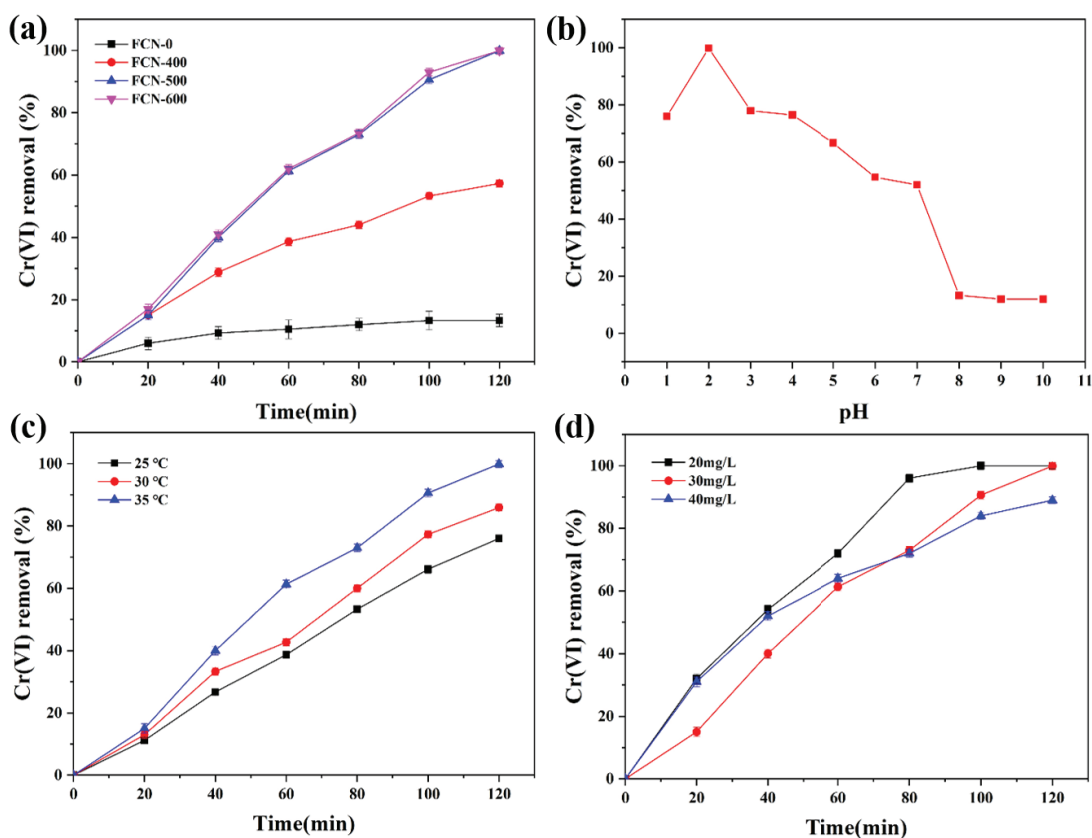 (a)
FCN-0
FCN-400
FCN-500
FCN-600
Cr(VI) removal (%)
100
80
60
40
20
0
0 20 40 60 80 100 120
Time(min)
(b)
Cr(VI) removal (%)
100
80
60
40
20
0
0 1 2 3 4 5 6 7 8 9 10 11
pH
(c)
25 ℃
30 ℃
35 ℃
Cr(VI) removal (%)
100
80
60
40
20
0
0 20 40 60 80 100 120
Time(min)
(d)
20mg/L
30mg/L
40mg/L
Cr(VI) removal (%)
100
80
60
40
20
0
0 20 40 60 80 100 120
Time(min)